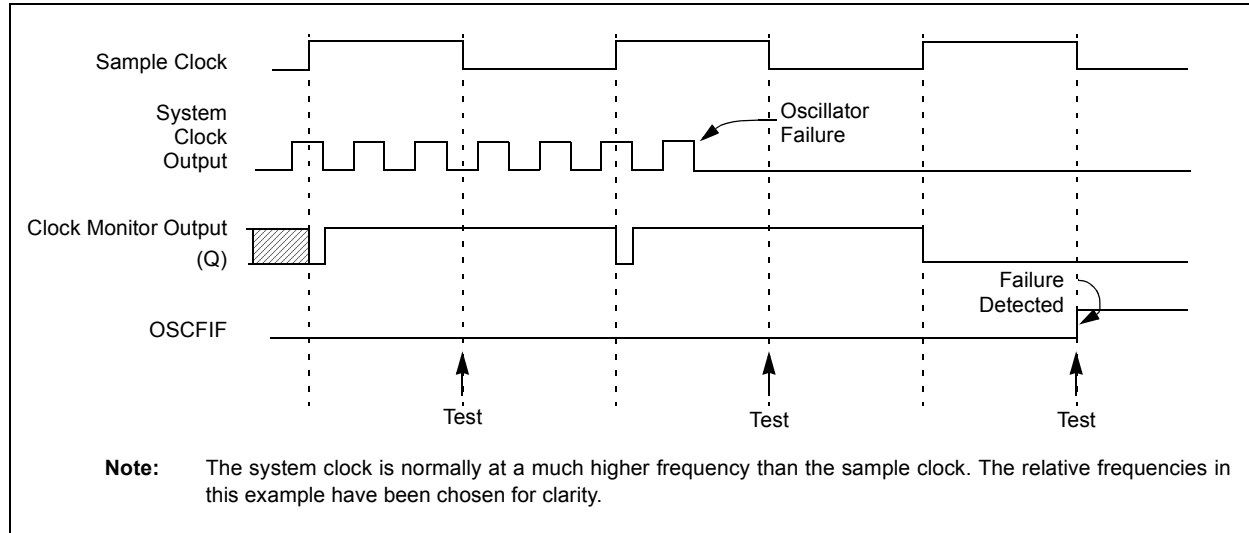 Sample Clock
System
Clock
Output
Oscillator
Failure
Clock Monitor Output
(Q)
Failure
Detected
OSCFIF
Test
Test
Test
Note: The system clock is normally at a much higher frequency than the sample clock. The relative frequencies in
this example have been chosen for clarity.